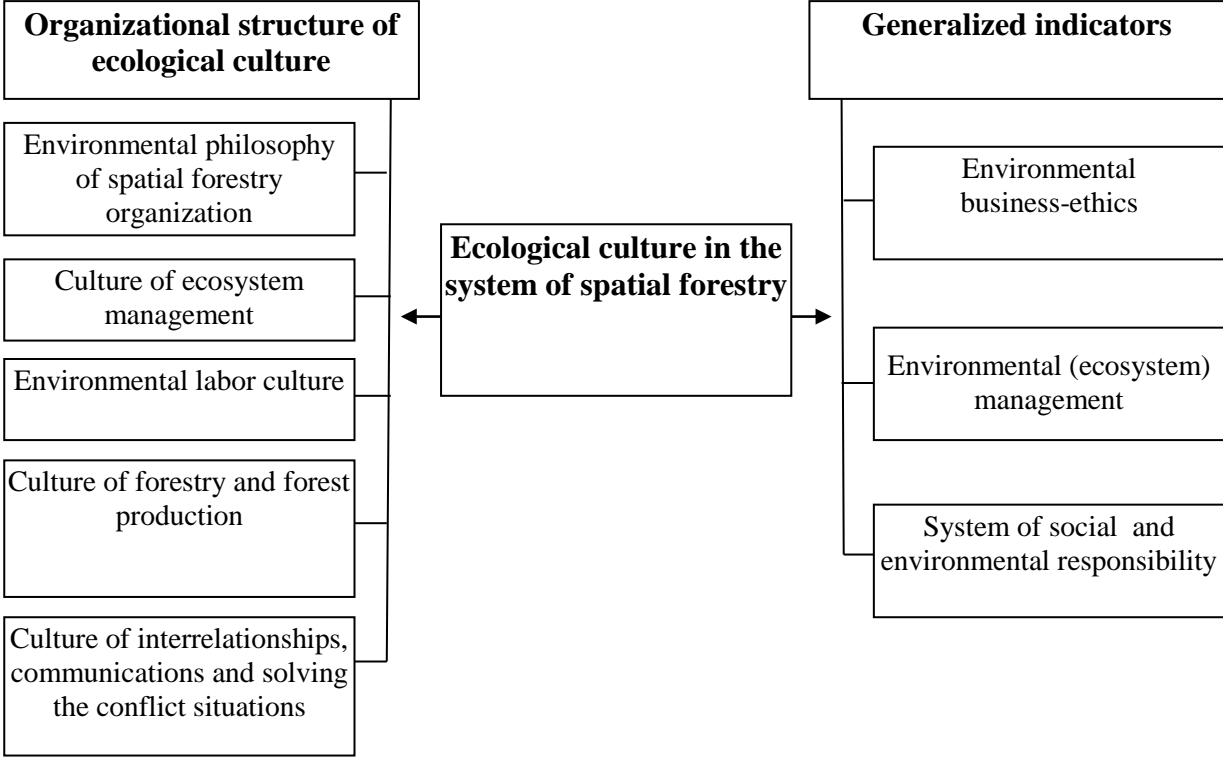 Organizational structure of
ecological culture
Environmental philosophy
of spatial forestry
organization
Culture of ecosystem
management
Environmental labor culture
Culture of forestry and forest
production
Culture of interrelationships,
communications and solving
the conflict situations
Ecological culture in the
system of spatial forestry
Generalized indicators
Environmental
business-ethics
Environmental (ecosystem)
management
System of social and
environmental responsibility